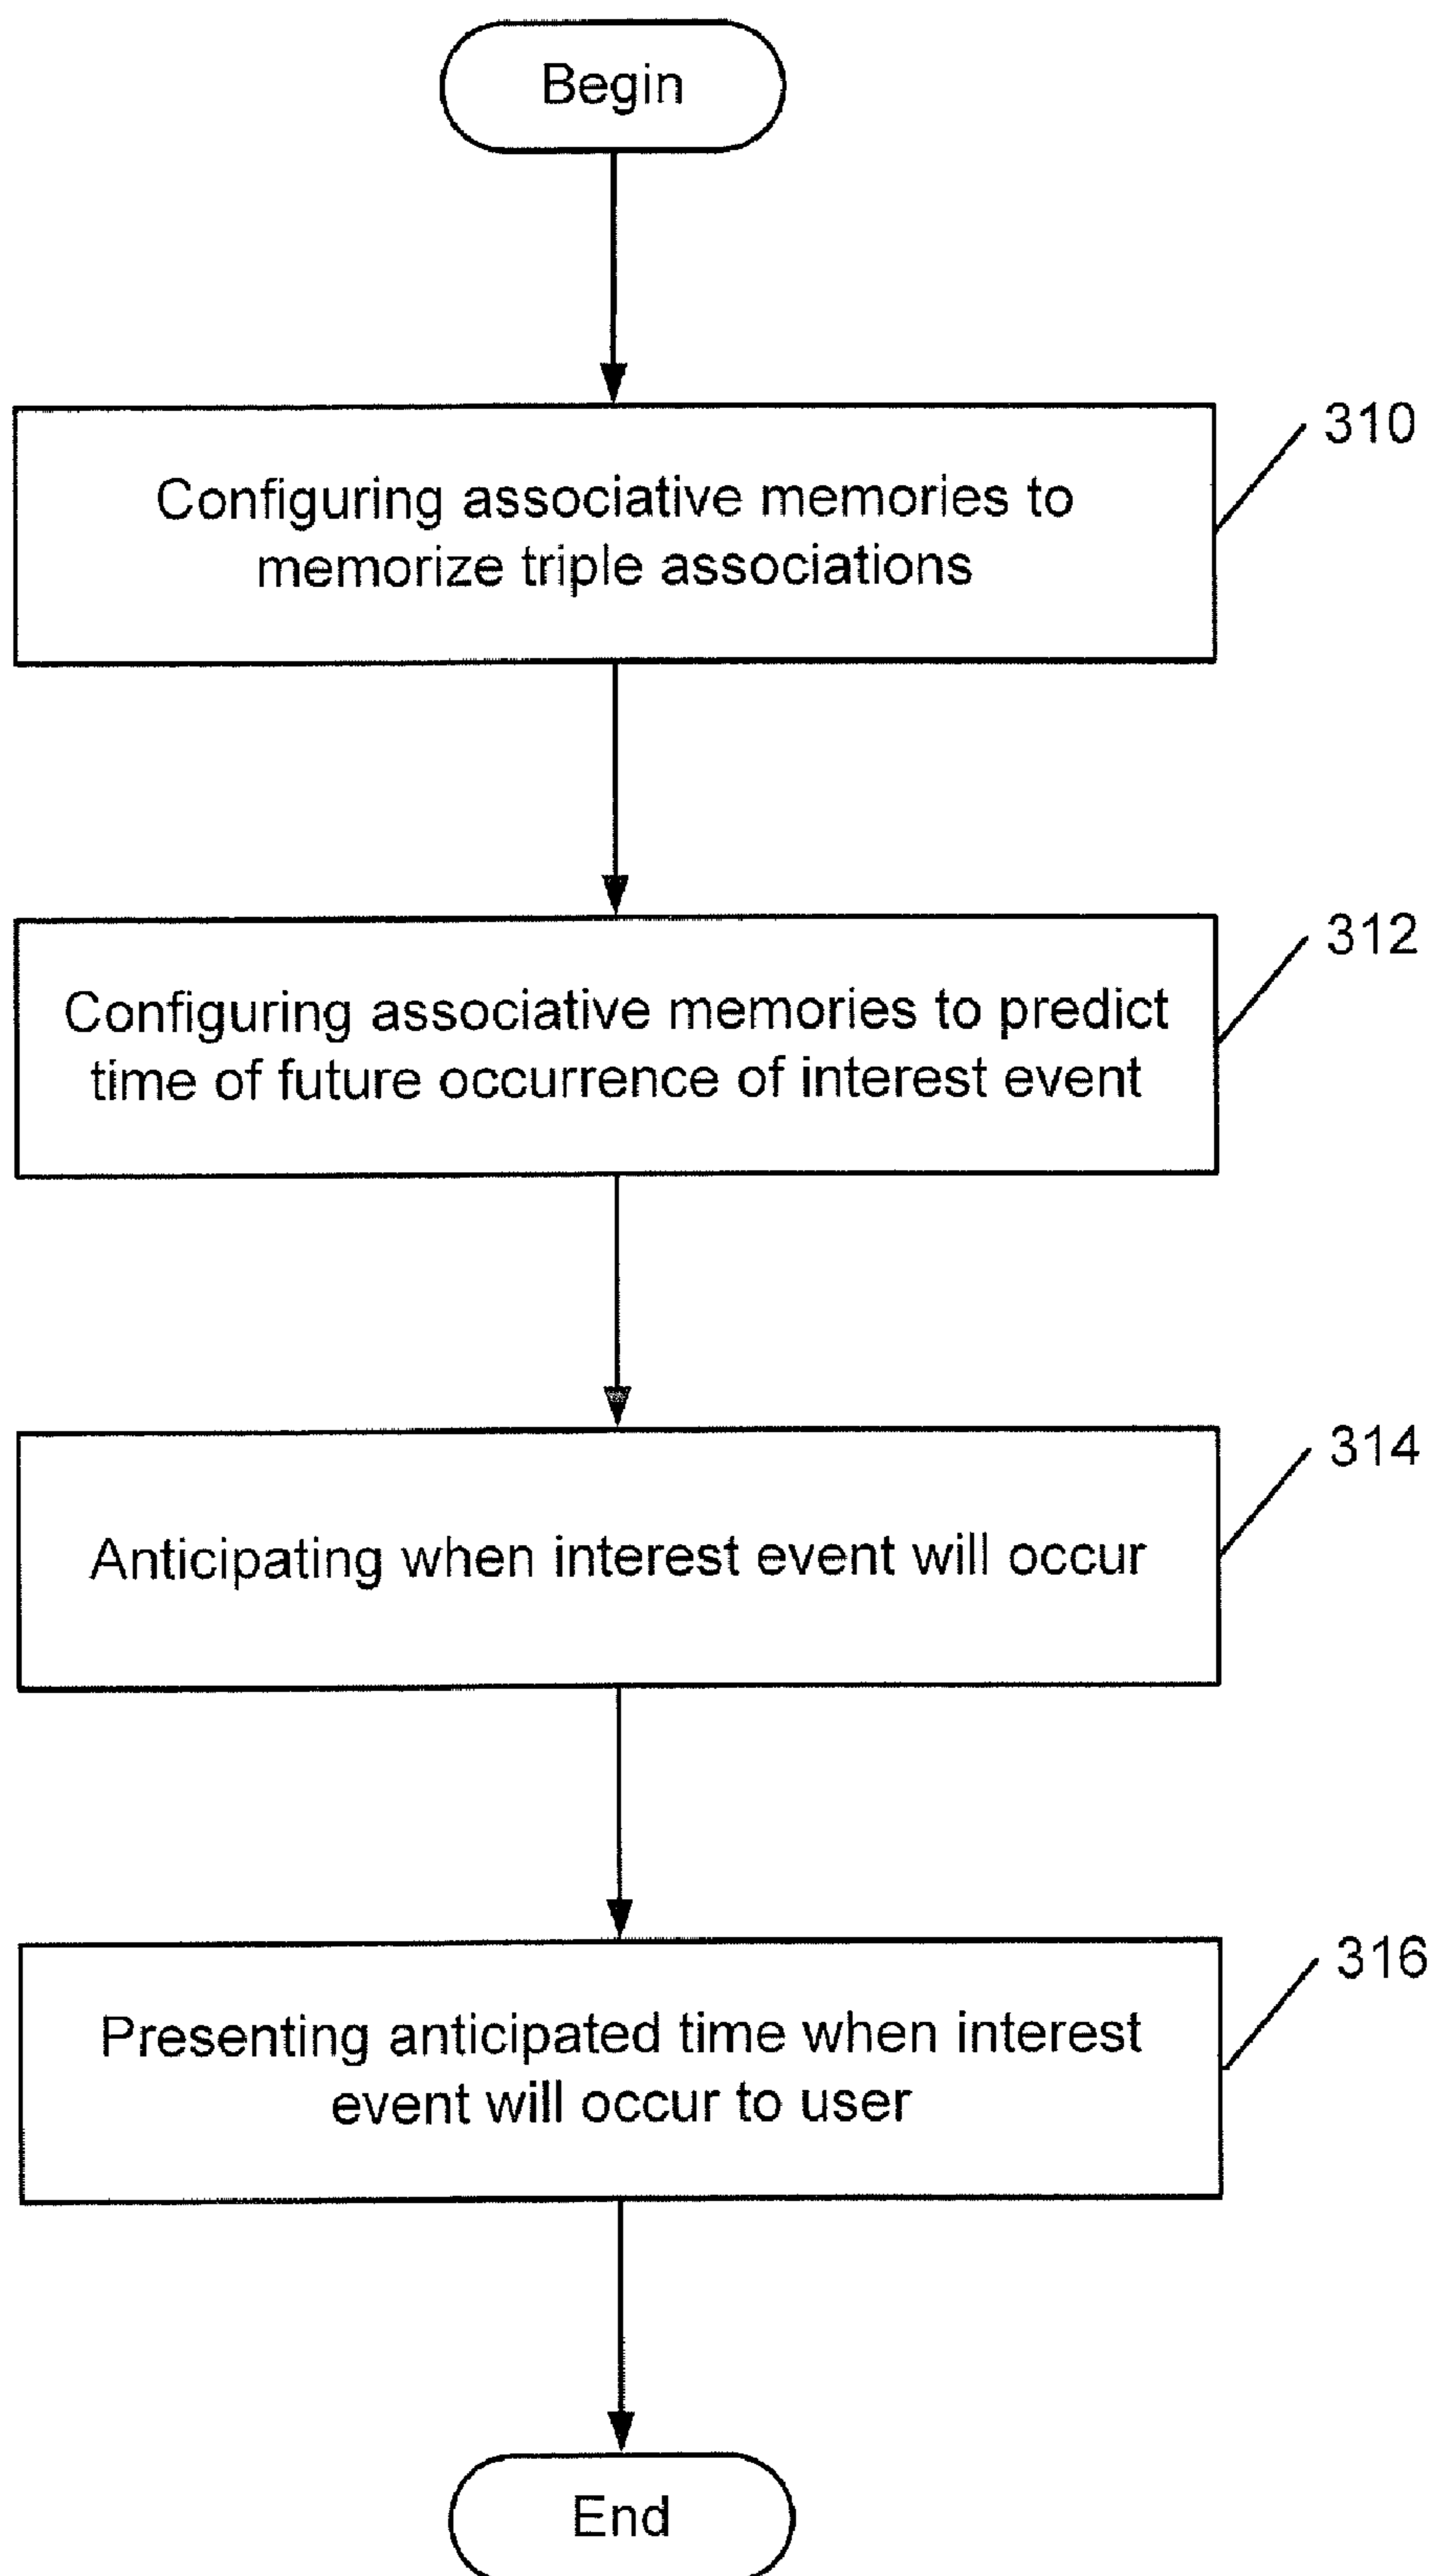 Begin
310
Configuring associative memories to
memorize triple associations
312
Configuring associative memories to predict
time of future occurrence of interest event
314
Anticipating when interest event will occur
316
Presenting anticipated time when interest
event will occur to user
End